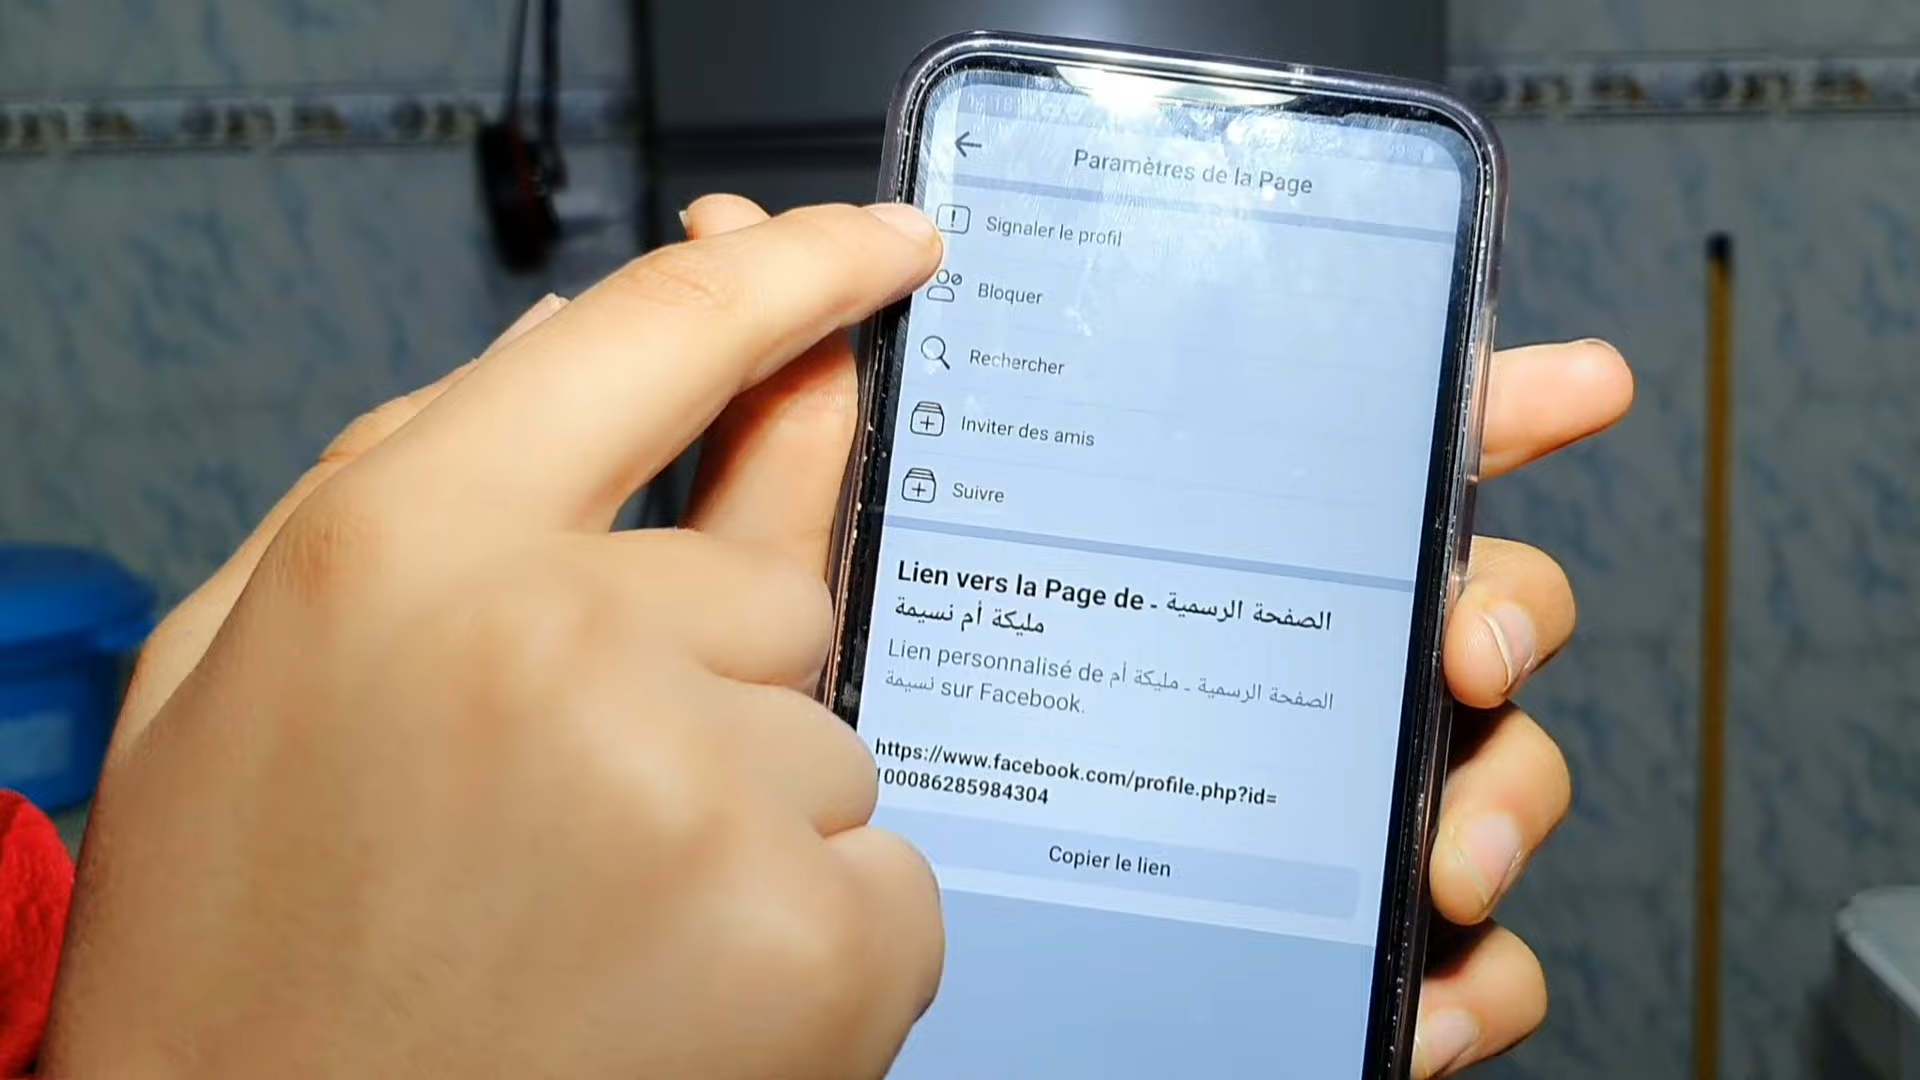 Paramètres de la Page
Signaler le profil
Bloquer
Rechercher
Inviter des amis
Suivre
Lien vers la Page de الصفحة الرسمية -
مليكة أم نسيمة
Lien personnalisé de الصفحة الرسمية - مليكة أم
نسيمة sur Facebook.
https://www.facebook.com/profile.php?id=
100086285984304
Copier le lien